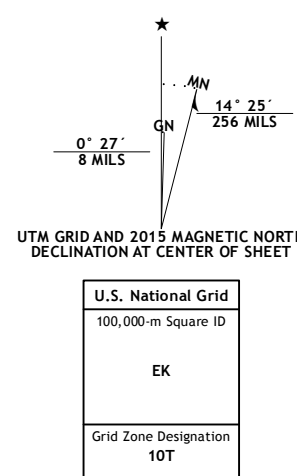 MN
GN
14° 25´
256 MILS
0° 27´
8 MILS
UTM GRID AND 2015 MAGNETIC NORTH
DECLINATION AT CENTER OF SHEET
U.S. National Grid
100,000-m Square ID
EK
Grid Zone Designation
10T